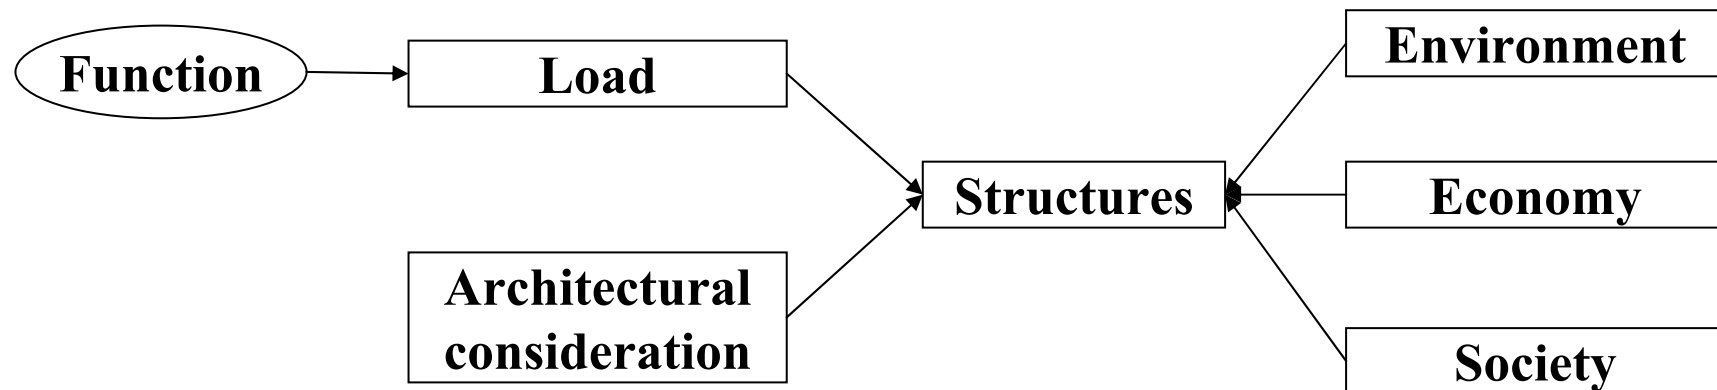 Function
Load
Environment
Structures
Economy
Architectural
consideration
Society